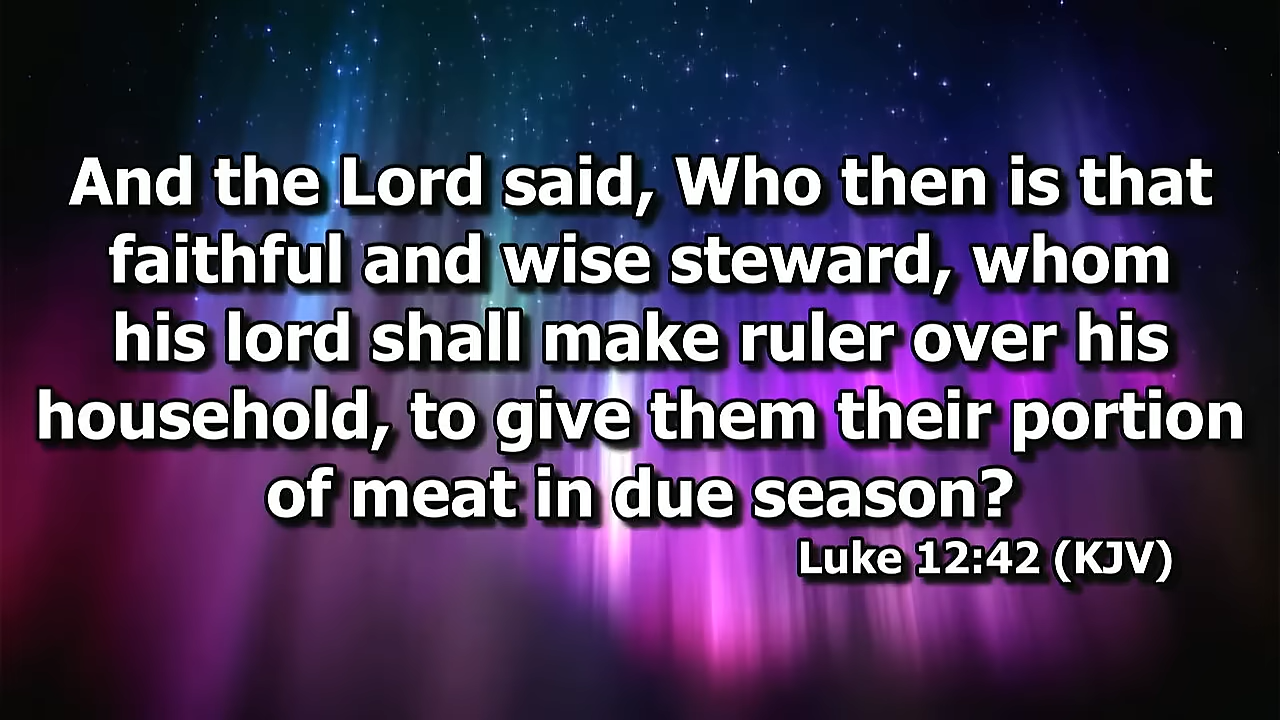 And the Lord said, Who then is that
faithful and wise steward, whom
his lord shall make ruler over his
household, to give them their portion
of meat in due season?
Luke 12:42 (KJV)